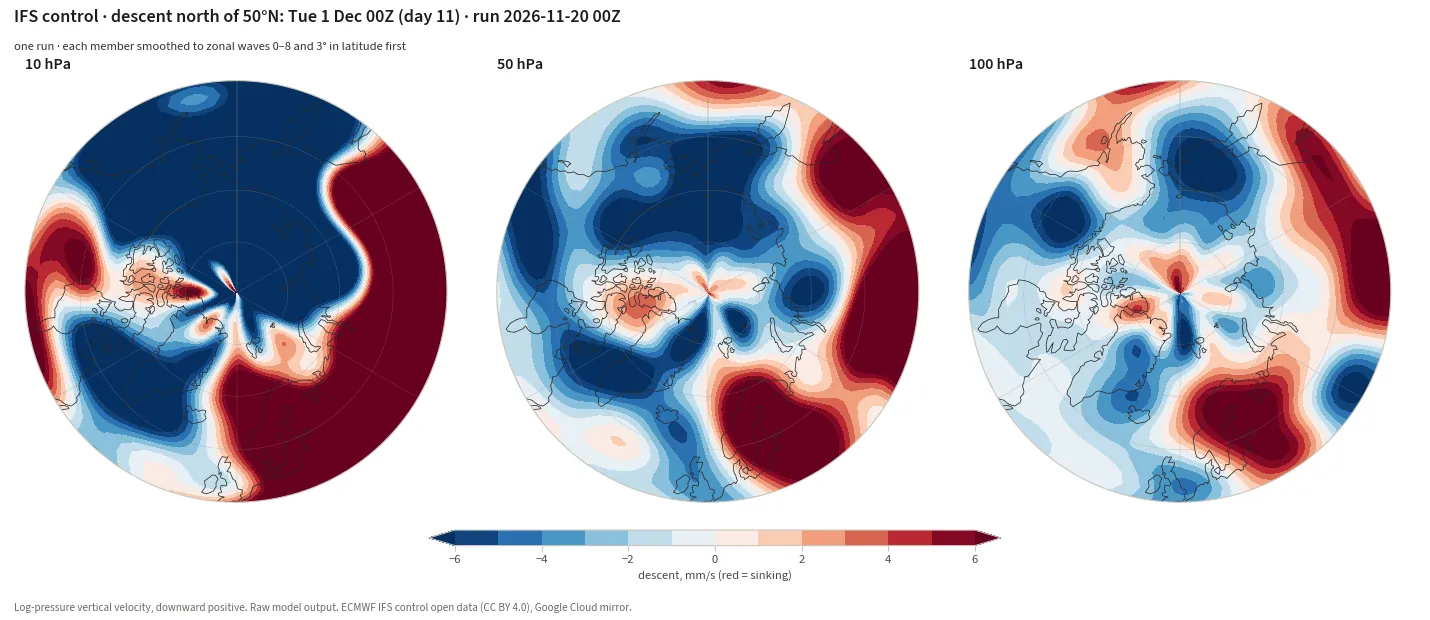 IFS control · descent north of 50°N: Tue 1 Dec 00Z (day 11) · run 2026-11-20 00Z
one run · each member smoothed to zonal waves 0–8 and 3° in latitude first
10 hPa
50 hPa
100 hPa
−6 −4 −2 0 2 4 6
descent, mm/s (red = sinking)
Log-pressure vertical velocity, downward positive. Raw model output. ECMWF IFS control open data (CC BY 4.0), Google Cloud mirror.